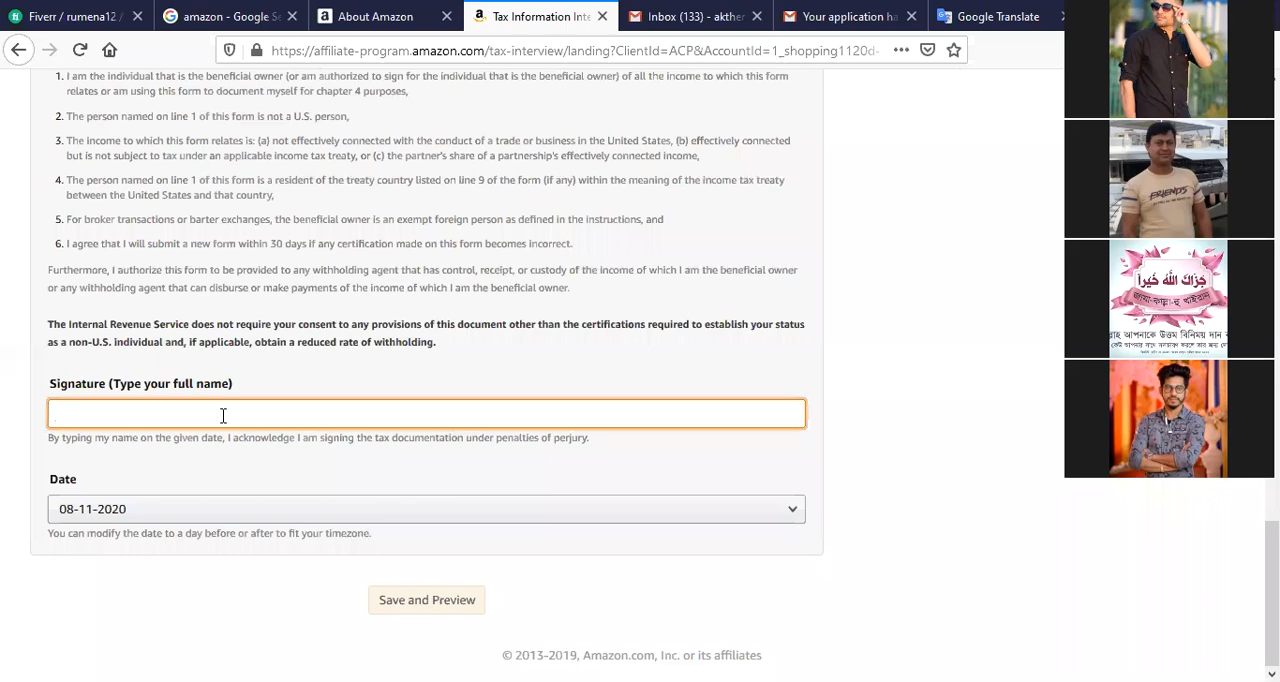 Fiverr / rumena12 /
amazon - Google S
About Amazon
Tax Information Inte
Inbox (133) - akther
Your application ha
Google Translate
https://affiliate-program.amazon.com/tax-interview/landing?ClientId=ACP&AccountId=1_shopping1120d-
1. I am the individual that is the beneficial owner (or am authorized to sign for the individual that is the beneficial owner) of all the income to which this form
relates or am using this form to document myself for chapter 4 purposes,
2. The person named on line 1 of this form is not a U.S. person,
3. The income to which this form relates is: (a) not effectively connected with the conduct of a trade or business in the United States, (b) effectively connected
but is not subject to tax under an applicable income tax treaty, or (c) the partner's share of a partnership's effectively connected income,
4. The person named on line 1 of this form is a resident of the treaty country listed on line 9 of the form (if any) within the meaning of the income tax treaty
between the United States and that country,
5. For broker transactions or barter exchanges, the beneficial owner is an exempt foreign person as defined in the instructions, and
6. I agree that I will submit a new form within 30 days if any certification made on this form becomes incorrect.
Furthermore, I authorize this form to be provided to any withholding agent that has control, receipt, or custody of the income of which I am the beneficial owner
or any withholding agent that can disburse or make payments of the income of which I am the beneficial owner.
The Internal Revenue Service does not require your consent to any provisions of this document other than the certifications required to establish your status
as a non-U.S. individual and, if applicable, obtain a reduced rate of withholding.
Signature (Type your full name)
By typing my name on the given date, I acknowledge I am signing the tax documentation under penalties of perjury.
Date
08-11-2020
You can modify the date to a day before or after to fit your timezone.
Save and Preview
© 2013-2019, Amazon.com, Inc. or its affiliates
FRIENDS
جَزَاكَ اللَّهُ خَيْرًا
জাযা-কাল্লা-হু খাইরান
রাহ আপনাকে উত্তম বিনিময় দান ক